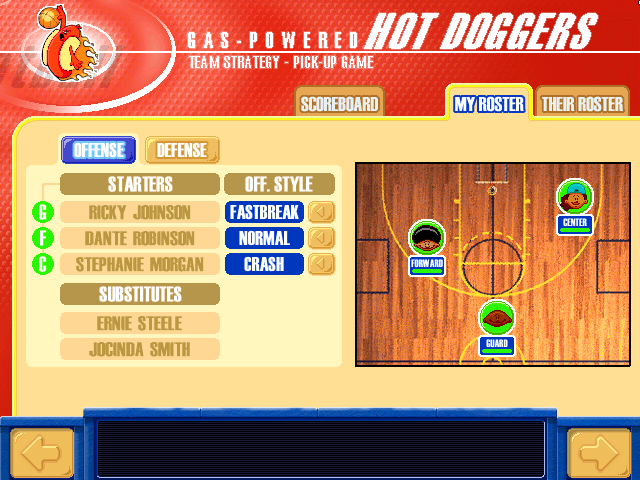 GAS-POWERED HOT DOGGERS
TEAM STRATEGY - PICK-UP GAME
SCOREBOARD MY ROSTER THEIR ROSTER
OFFENSE DEFENSE
STARTERS OFF. STYLE
G RICKY JOHNSON FASTBREAK
F DANTE ROBINSON NORMAL
C STEPHANIE MORGAN CRASH
SUBSTITUTES
ERNIE STEELE
JOCINDA SMITH
CENTER
FORWARD
GUARD